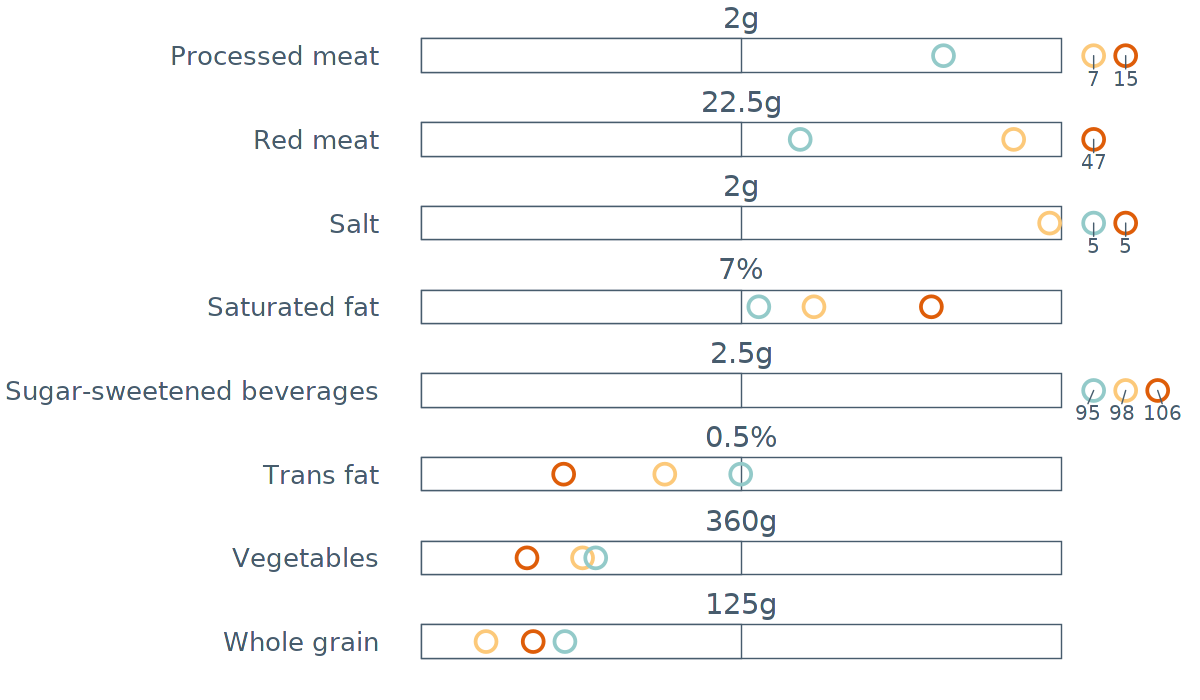 2g
Processed meat
7 15
22.5g
Red meat
47
2g
Salt
5 5
7%
Saturated fat
2.5g
Sugar-sweetened beverages
95 98 106
0.5%
Trans fat
360g
Vegetables
125g
Whole grain